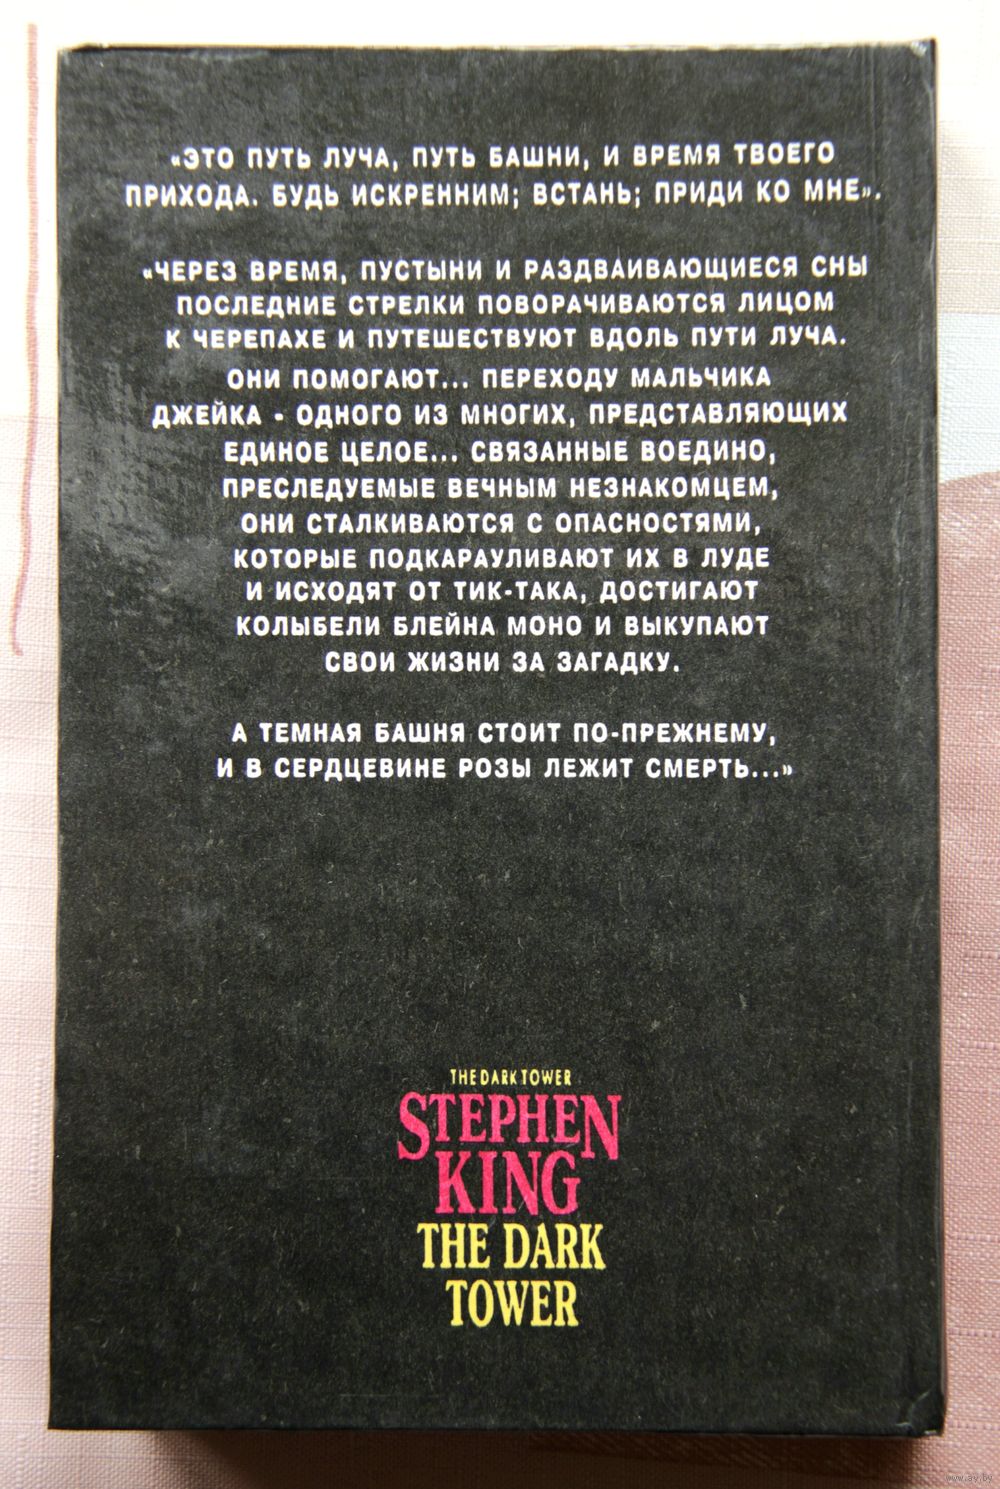 «ЭТО ПУТЬ ЛУЧА, ПУТЬ БАШНИ, И ВРЕМЯ ТВОЕГО
ПРИХОДА. БУДЬ ИСКРЕННИМ; ВСТАНЬ; ПРИДИ КО МНЕ».
«ЧЕРЕЗ ВРЕМЯ, ПУСТЫНИ И РАЗДВАИВАЮЩИЕСЯ СНЫ
ПОСЛЕДНИЕ СТРЕЛКИ ПОВОРАЧИВАЮТСЯ ЛИЦОМ
К ЧЕРЕПАХЕ И ПУТЕШЕСТВУЮТ ВДОЛЬ ПУТИ ЛУЧА.
ОНИ ПОМОГАЮТ... ПЕРЕХОДУ МАЛЬЧИКА
ДЖЕЙКА - ОДНОГО ИЗ МНОГИХ, ПРЕДСТАВЛЯЮЩИХ
ЕДИНОЕ ЦЕЛОЕ... СВЯЗАННЫЕ ВОЕДИНО,
ПРЕСЛЕДУЕМЫЕ ВЕЧНЫМ НЕЗНАКОМЦЕМ,
ОНИ СТАЛКИВАЮТСЯ С ОПАСНОСТЯМИ,
КОТОРЫЕ ПОДКАРАУЛИВАЮТ ИХ В ЛУДЕ
И ИСХОДЯТ ОТ ТИК-ТАКА, ДОСТИГАЮТ
КОЛЫБЕЛИ БЛЕЙНА МОНО И ВЫКУПАЮТ
СВОИ ЖИЗНИ ЗА ЗАГАДКУ.
А ТЕМНАЯ БАШНЯ СТОИТ ПО-ПРЕЖНЕМУ,
И В СЕРДЦЕВИНЕ РОЗЫ ЛЕЖИТ СМЕРТЬ...»
THE DARK TOWER
STEPHEN
KING
THE DARK
TOWER
www.ay.by